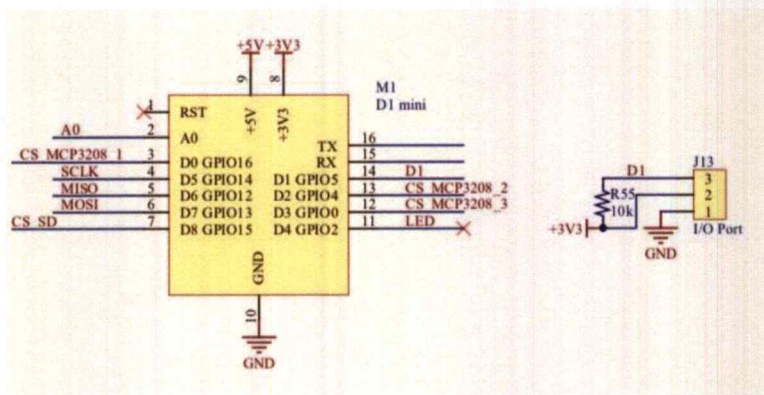 +5V +3V3
9 8
M1
D1 mini
1 RST +5V +3V3
A0 2 A0
TX 16
CS_MCP3208_1 3 D0 GPIO16 RX 15
SCLK 4 D5 GPIO14 D1 GPIO5 14 D1
MISO 5 D6 GPIO12 D2 GPIO4 13 CS_MCP3208_2
MOSI 6 D7 GPIO13 D3 GPIO0 12 CS_MCP3208_3
CS_SD 7 D8 GPIO15 D4 GPIO2 11 LED
GND
10
GND
J13
D1 3
R55 2
10k 1
+3V3 I/O Port
GND